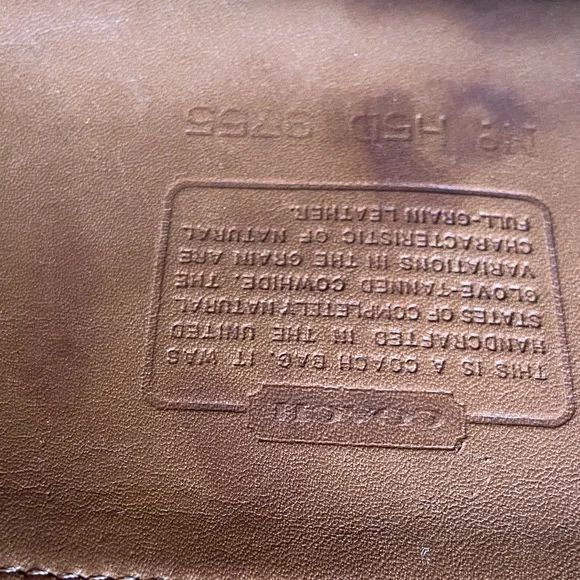 COACH
THIS IS A COACH BAG. IT WAS
HANDCRAFTED IN THE UNITED
STATES OF COMPLETELY NATURAL
GLOVE-TANNED COWHIDE. THE
VARIATIONS IN THE GRAIN ARE
CHARACTERISTIC OF NATURAL
FULL-GRAIN LEATHER.
Nº H5D 9755